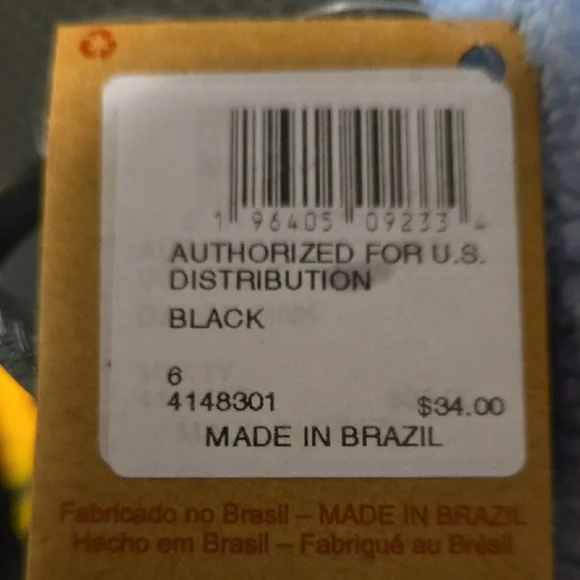 1 96405 09233 4
AUTHORIZED FOR U.S.
DISTRIBUTION
BLACK
6
4148301 $34.00
MADE IN BRAZIL
Fabricado no Brasil – MADE IN BRAZIL
Hecho em Brasil – Fabriqué au Brésil